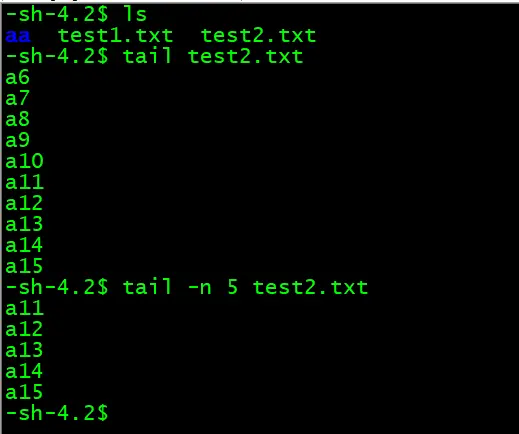 -sh-4.2$ ls
aa  test1.txt  test2.txt
-sh-4.2$ tail test2.txt
a6
a7
a8
a9
a10
a11
a12
a13
a14
a15
-sh-4.2$ tail -n 5 test2.txt
a11
a12
a13
a14
a15
-sh-4.2$